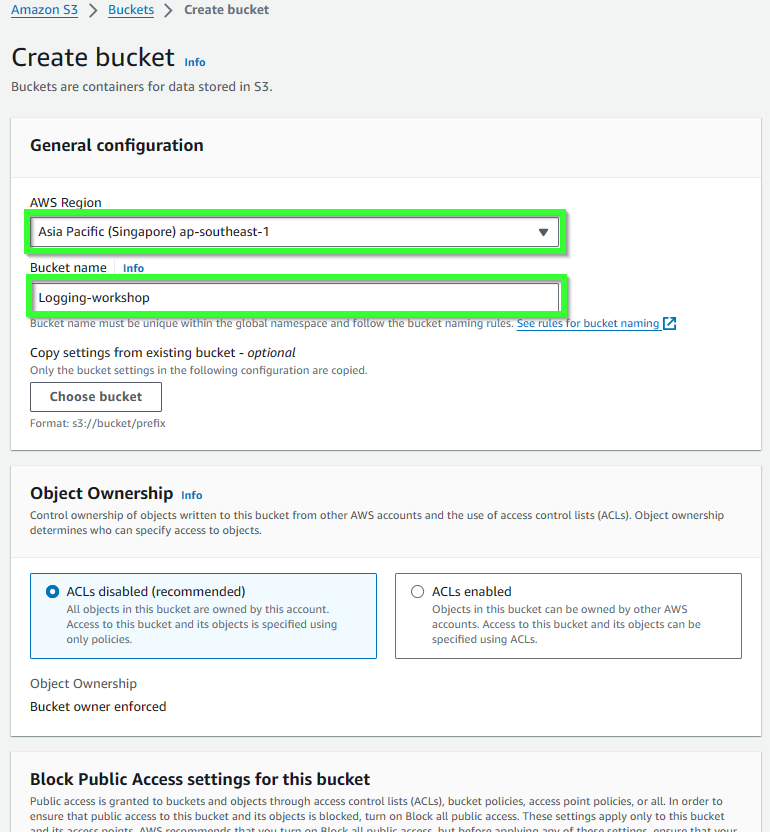 Amazon S3 > Buckets > Create bucket
Create bucket Info
Buckets are containers for data stored in S3.
General configuration
AWS Region
Asia Pacific (Singapore) ap-southeast-1
Bucket name Info
Logging-workshop
Bucket name must be unique within the global namespace and follow the bucket naming rules. See rules for bucket naming
Copy settings from existing bucket - optional
Only the bucket settings in the following configuration are copied.
Choose bucket
Format: s3://bucket/prefix
Object Ownership Info
Control ownership of objects written to this bucket from other AWS accounts and the use of access control lists (ACLs). Object ownership
determines who can specify access to objects.
ACLs disabled (recommended)
All objects in this bucket are owned by this account.
Access to this bucket and its objects is specified using
only policies.
ACLs enabled
Objects in this bucket can be owned by other AWS
accounts. Access to this bucket and its objects can be
specified using ACLs.
Object Ownership
Bucket owner enforced
Block Public Access settings for this bucket
Public access is granted to buckets and objects through access control lists (ACLs), bucket policies, access point policies, or all. In order to
ensure that public access to this bucket and its objects is blocked, turn on Block all public access. These settings apply only to this bucket
and its access points. AWS recommends that you turn on Block all public access, but before applying any of these settings, ensure that your